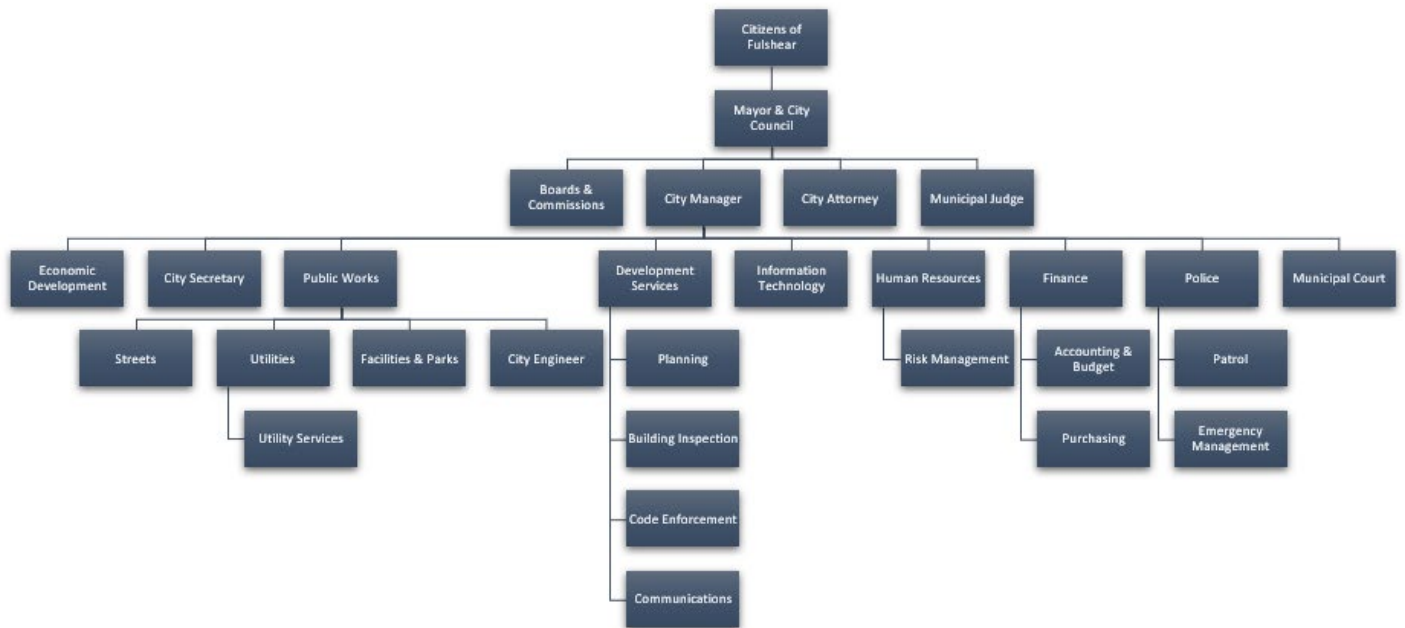 Citizens of
Fulshear
Mayor & City
Council
Boards &
Commissions
City Manager
City Attorney
Municipal Judge
Economic
Development
City Secretary
Public Works
Development
Services
Information
Technology
Human Resources
Finance
Police
Municipal Court
Streets
Utilities
Facilities & Parks
City Engineer
Planning
Risk Management
Accounting &
Budget
Patrol
Utility Services
Building Inspection
Purchasing
Emergency
Management
Code Enforcement
Communications